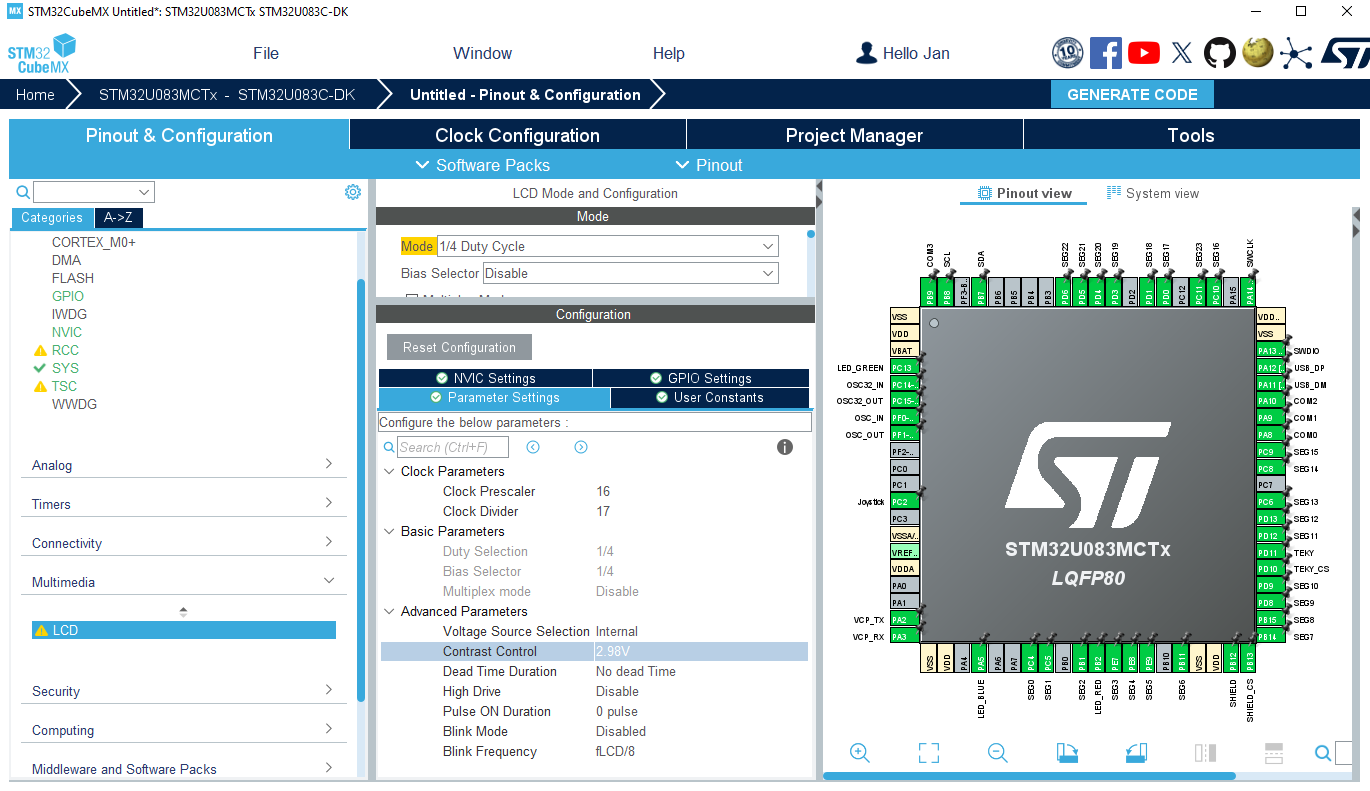 MX STM32CubeMX Untitled*: STM32U083MCTx STM32U083C-DK
STM32 CubeMX
File Window Help Hello Jan
10
Home STM32U083MCTx - STM32U083C-DK Untitled - Pinout & Configuration GENERATE CODE
Pinout & Configuration Clock Configuration Project Manager Tools
Software Packs Pinout
Categories A->Z
CORTEX_M0+
DMA
FLASH
GPIO
IWDG
NVIC
RCC
SYS
TSC
WWDG
Analog
Timers
Connectivity
Multimedia
LCD
Security
Computing
Middleware and Software Packs
LCD Mode and Configuration
Mode
Mode 1/4 Duty Cycle
Bias Selector Disable
Configuration
Reset Configuration
NVIC Settings GPIO Settings
Parameter Settings User Constants
Configure the below parameters :
Search (Ctrl+F)
Clock Parameters
Clock Prescaler 16
Clock Divider 17
Basic Parameters
Duty Selection 1/4
Bias Selector 1/4
Multiplex mode Disable
Advanced Parameters
Voltage Source Selection Internal
Contrast Control 2.98V
Dead Time Duration No dead Time
High Drive Disable
Pulse ON Duration 0 pulse
Blink Mode Disabled
Blink Frequency fLCD/8
Pinout view System view
COM3 SCL SDA SEG22 SEG21 SEG20 SEG19 SEG18 SEG17 SEG23 SEG16 SWCLK
PB9 PB8 PF3-B.. PB7 PB6 PB5 PB4 PB3 PD6 PD5 PD4 PD3 PD2 PD1 PD0 PC12 PC11 PC10 PA15 PA14..
VSS
VDD
VBAT
LED_GREEN PC13
OSC32_IN PC14-..
OSC32_OUT PC15-..
OSC_IN PF0-..
OSC_OUT PF1-..
PF2-..
PC0
PC1
Joystick PC2
PC3
VSSA/..
VREF..
VDDA
PA0
PA1
VCP_TX PA2
VCP_RX PA3
STM32U083MCTx
LQFP80
VDD..
VSS
PA13.. SWDIO
PA12 [.. USB_DP
PA11 [.. USB_DM
PA10 COM2
PA9 COM1
PA8 COM0
PC9 SEG15
PC8 SEG14
PC7
PC6 SEG13
PD13 SEG12
PD12 SEG11
PD11 TEKY
PD10 TEKY_CS
PD9 SEG10
PD8 SEG9
PB15 SEG8
PB14 SEG7
VSS VDD PA4 PA5 PA6 PA7 PC4 PC5 PB0 PB1 PB2 PE7 PE8 PE9 PB10 PB11 VSS VDD PB12 PB13
LED_BLUE SEG0 SEG1 SEG2 LED_RED SEG3 SEG4 SEG5 SEG6 SHIELD SHIELD_CS